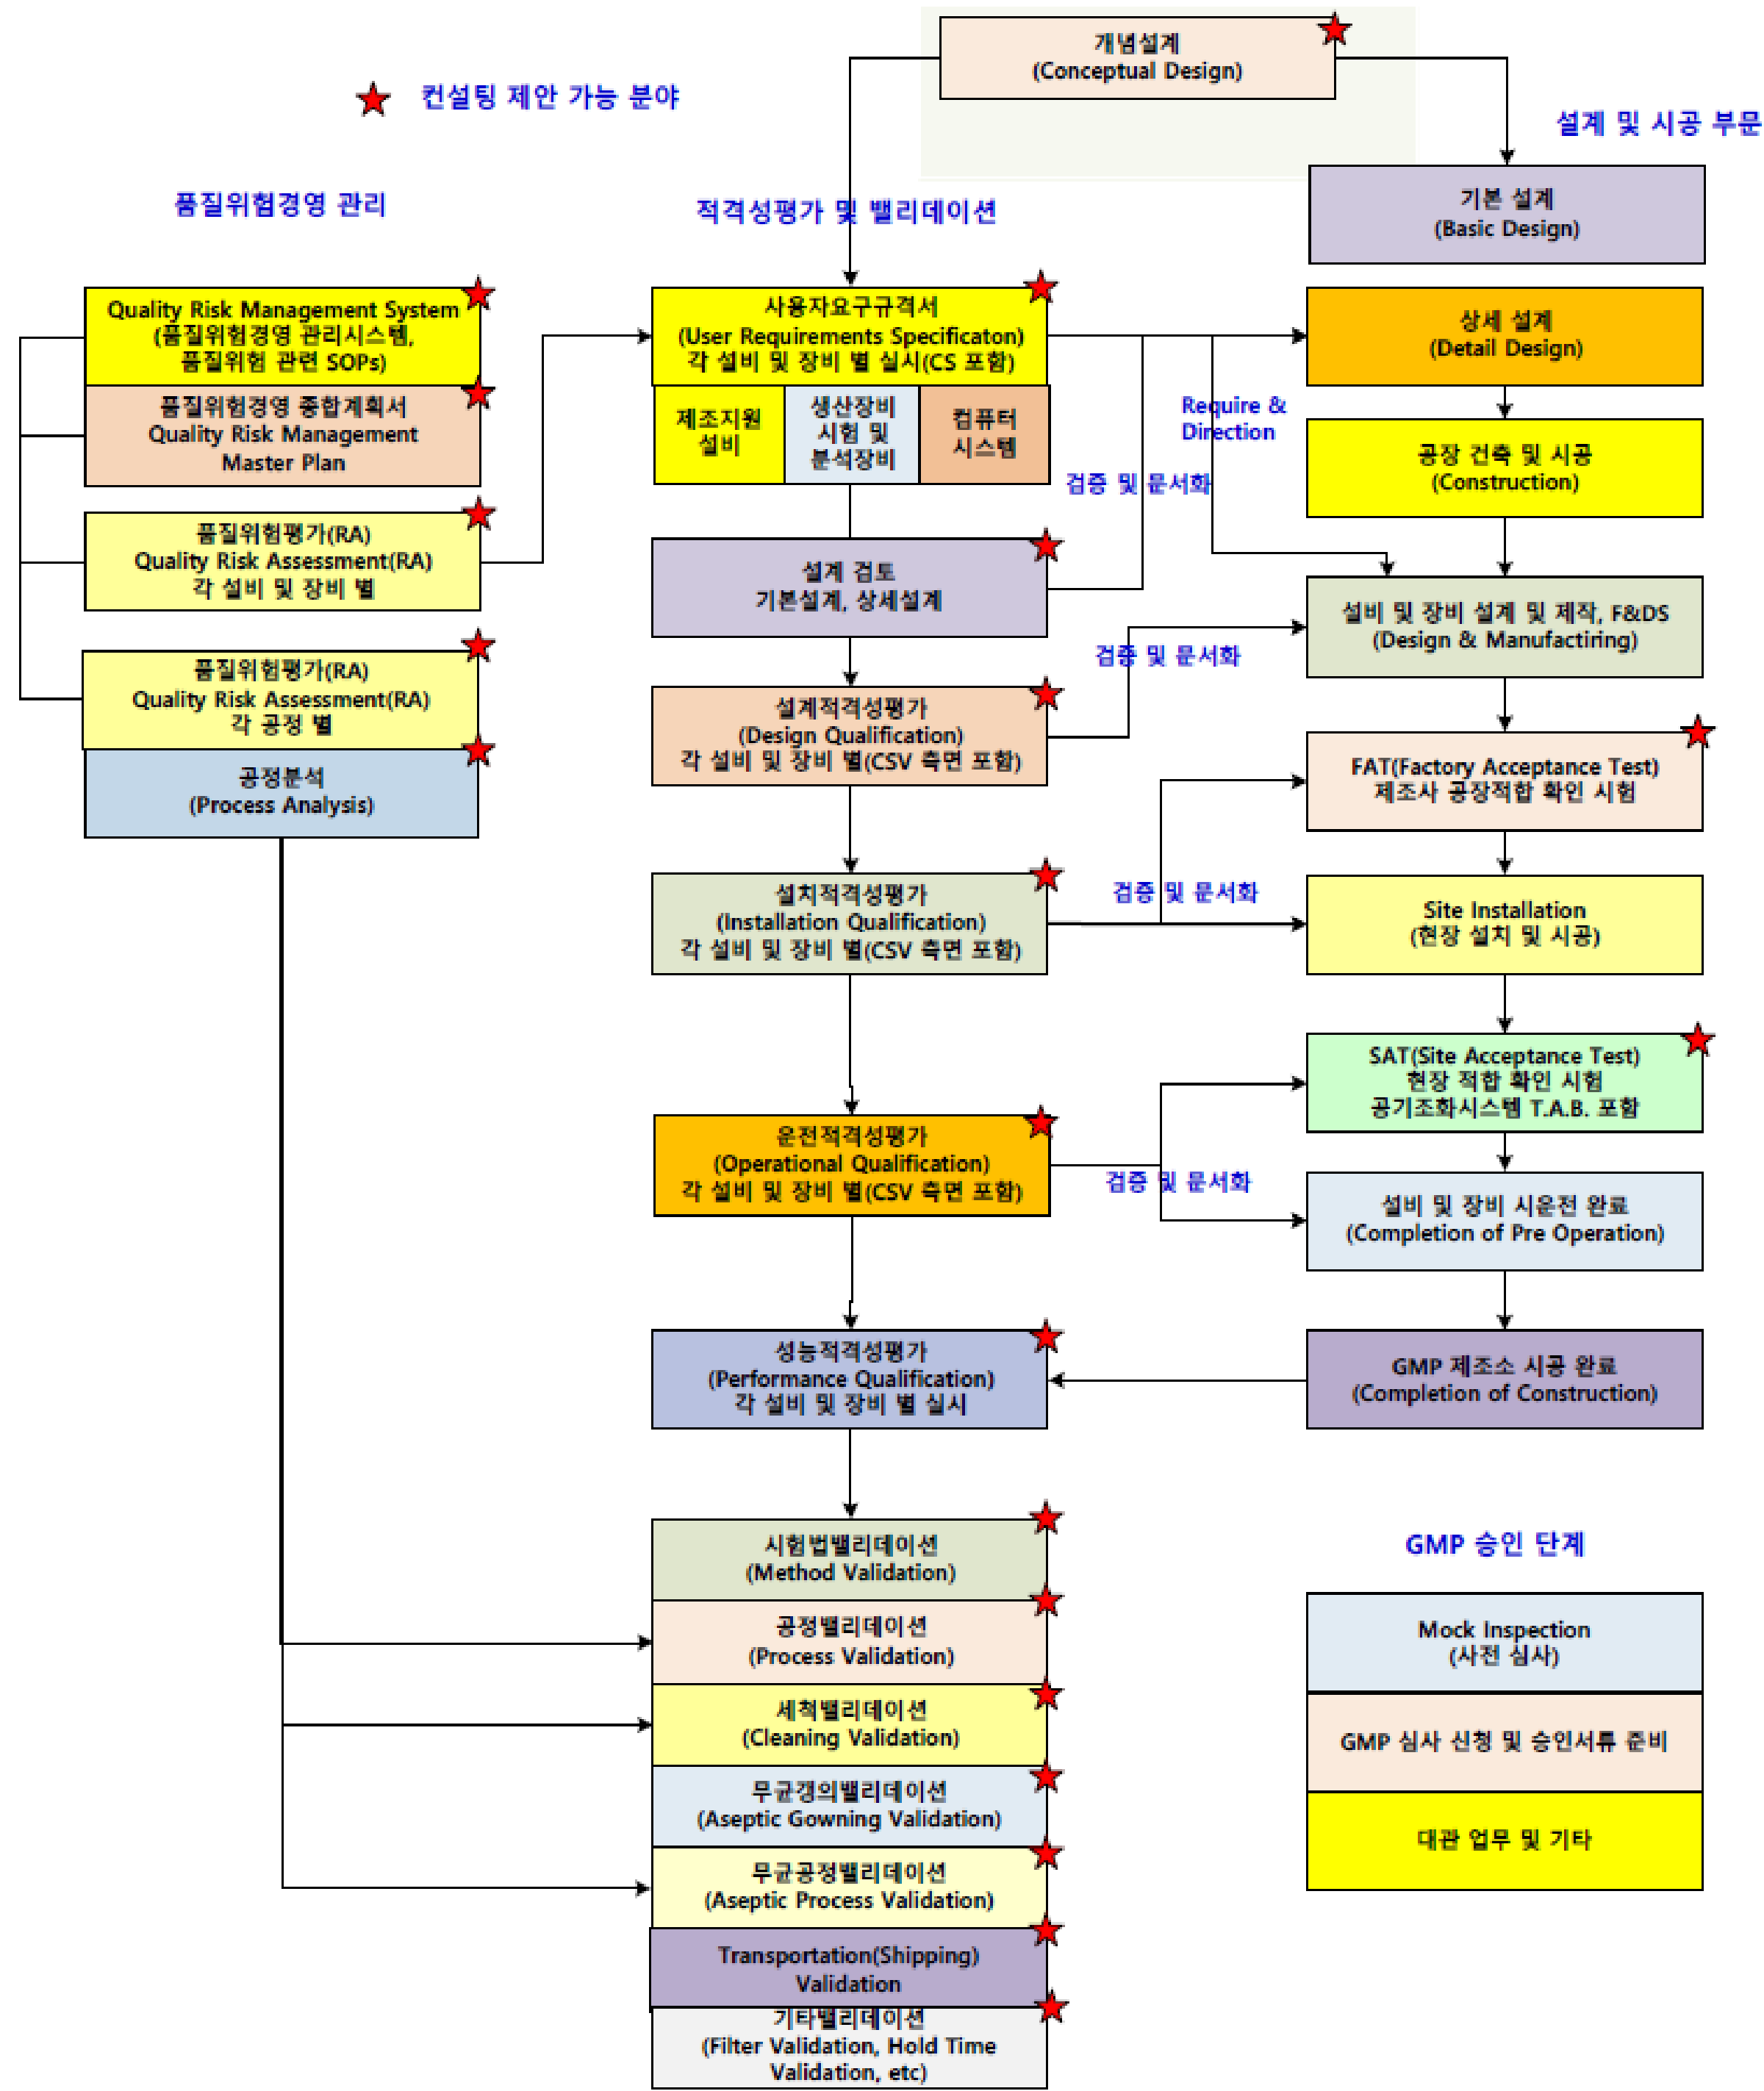 개념설계
(Conceptual Design)
컨설팅 제안 가능 분야
설계 및 시공 부문
품질위험경영 관리
적격성평가 및 밸리데이션
기본 설계
(Basic Design)
Quality Risk Management System
(품질위험경영 관리시스템,
품질위험 관련 SOPs)
품질위험경영 종합계획서
Quality Risk Management
Master Plan
품질위험평가(RA)
Quality Risk Assessment(RA)
각 설비 및 장비 별
품질위험평가(RA)
Quality Risk Assessment(RA)
각 공정 별
공정분석
(Process Analysis)
사용자요구규격서
(User Requirements Specificaton)
각 설비 및 장비 별 실시(CS 포함)
제조지원
설비
생산장비
시험 및
분석장비
컴퓨터
시스템
설계 검토
기본설계, 상세설계
설계적격성평가
(Design Qualification)
각 설비 및 장비 별(CSV 측면 포함)
설치적격성평가
(Installation Qualification)
각 설비 및 장비 별(CSV 측면 포함)
운전적격성평가
(Operational Qualification)
각 설비 및 장비 별(CSV 측면 포함)
성능적격성평가
(Performance Qualification)
각 설비 및 장비 별 실시
시험법밸리데이션
(Method Validation)
공정밸리데이션
(Process Validation)
세척밸리데이션
(Cleaning Validation)
무균갱의밸리데이션
(Aseptic Gowning Validation)
무균공정밸리데이션
(Aseptic Process Validation)
Transportation(Shipping)
Validation
기타밸리데이션
(Filter Validation, Hold Time
Validation, etc)
Require &
Direction
검증 및 문서화
검증 및 문서화
검증 및 문서화
검증 및 문서화
상세 설계
(Detail Design)
공장 건축 및 시공
(Construction)
설비 및 장비 설계 및 제작, F&DS
(Design & Manufactiring)
FAT(Factory Acceptance Test)
제조사 공장적합 확인 시험
Site Installation
(현장 설치 및 시공)
SAT(Site Acceptance Test)
현장 적합 확인 시험
공기조화시스템 T.A.B. 포함
설비 및 장비 시운전 완료
(Completion of Pre Operation)
GMP 제조소 시공 완료
(Completion of Construction)
GMP 승인 단계
Mock Inspection
(사전 심사)
GMP 심사 신청 및 승인서류 준비
대관 업무 및 기타